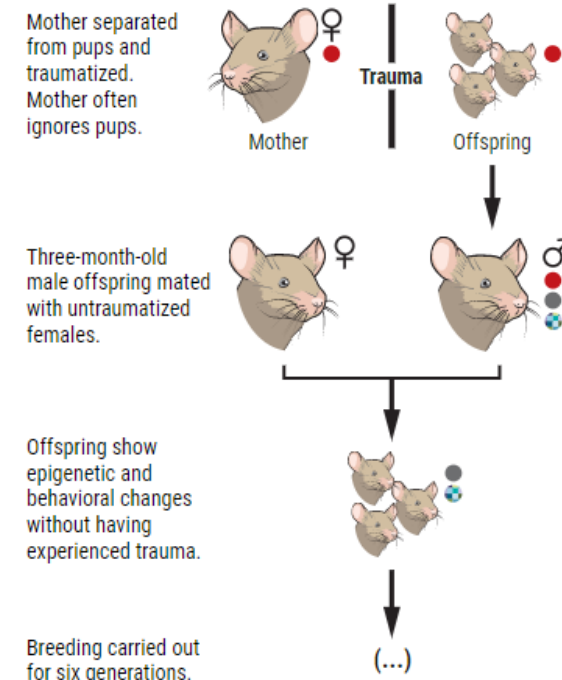 Mother separated
from pups and
traumatized.
Mother often
ignores pups.
♀
Trauma
Mother
Offspring
Three-month-old
male offspring mated
with untraumatized
females.
♀
♂
Offspring show
epigenetic and
behavioral changes
without having
experienced trauma.
Breeding carried out
for six generations.
(...)